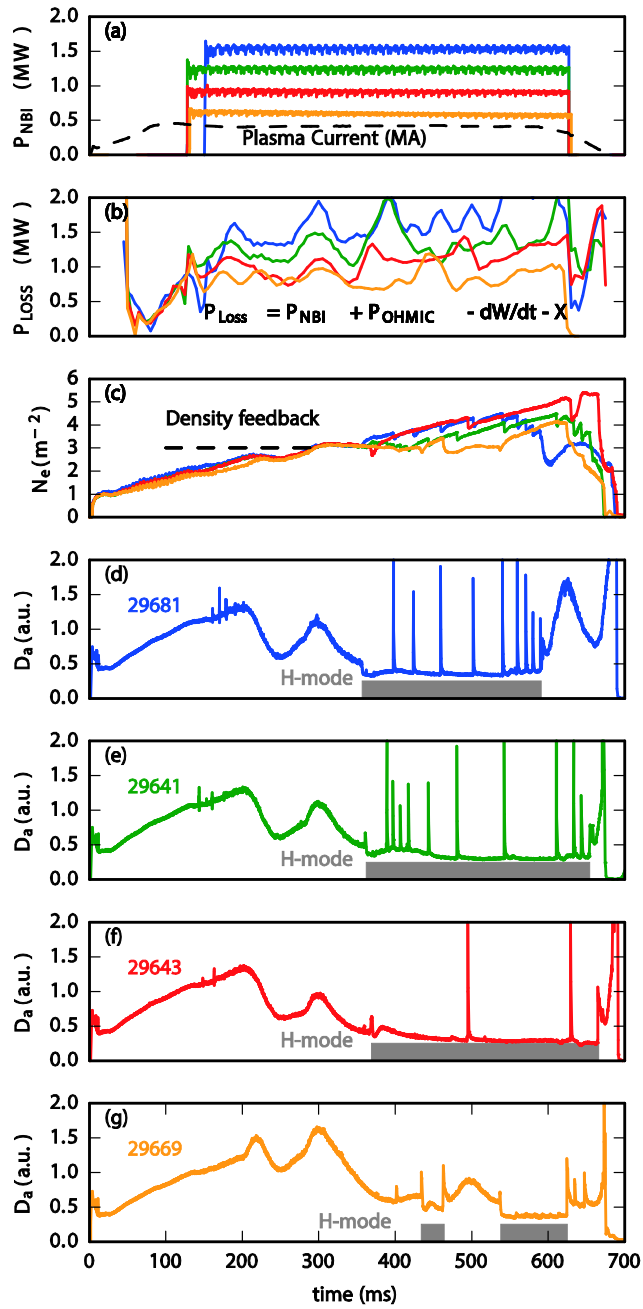 (a)
2.0
1.5
1.0
0.5
0.0
P_NBI (MW)
Plasma Current (MA)
(b)
2.0
1.5
1.0
0.5
0.0
P_Loss (MW)
P_Loss = P_NBI + P_OHMIC - dW/dt - X
(c)
6
5
4
3
2
1
0
N_e (m⁻²)
Density feedback
(d)
2.0
1.5
1.0
0.5
0.0
D_a (a.u.)
29681
H-mode
(e)
2.0
1.5
1.0
0.5
0.0
D_a (a.u.)
29641
H-mode
(f)
2.0
1.5
1.0
0.5
0.0
D_a (a.u.)
29643
H-mode
(g)
2.0
1.5
1.0
0.5
0.0
D_a (a.u.)
29669
H-mode
0 100 200 300 400 500 600 700
time (ms)